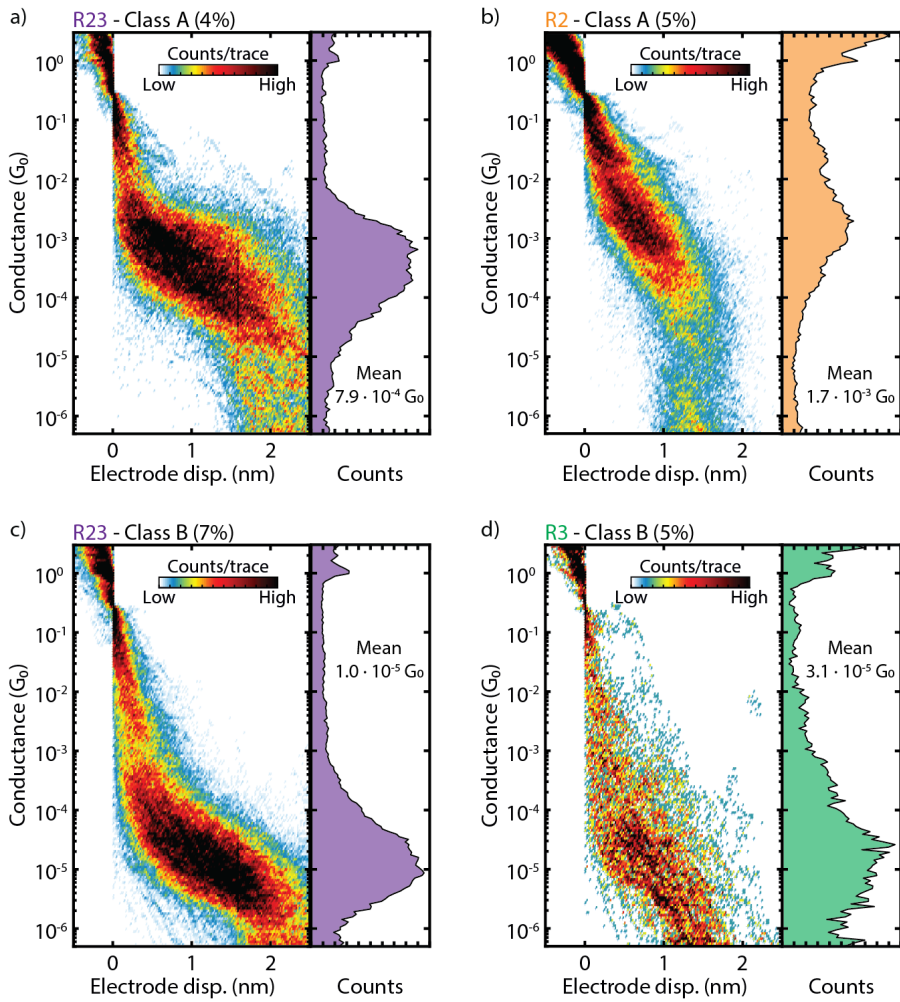 a) R23 - Class A (4%)
Counts/trace
Low High
10⁰
10⁻¹
10⁻²
10⁻³
10⁻⁴
10⁻⁵
10⁻⁶
Conductance (G₀)
Mean
7.9 · 10⁻⁴ G₀
0 1 2
Electrode disp. (nm) Counts
b) R2 - Class A (5%)
Counts/trace
Low High
10⁰
10⁻¹
10⁻²
10⁻³
10⁻⁴
10⁻⁵
10⁻⁶
Conductance (G₀)
Mean
1.7 · 10⁻³ G₀
0 1 2
Electrode disp. (nm) Counts
c) R23 - Class B (7%)
Counts/trace
Low High
10⁰
10⁻¹
10⁻²
10⁻³
10⁻⁴
10⁻⁵
10⁻⁶
Conductance (G₀)
Mean
1.0 · 10⁻⁵ G₀
0 1 2
Electrode disp. (nm) Counts
d) R3 - Class B (5%)
Counts/trace
Low High
10⁰
10⁻¹
10⁻²
10⁻³
10⁻⁴
10⁻⁵
10⁻⁶
Conductance (G₀)
Mean
3.1 · 10⁻⁵ G₀
0 1 2
Electrode disp. (nm) Counts